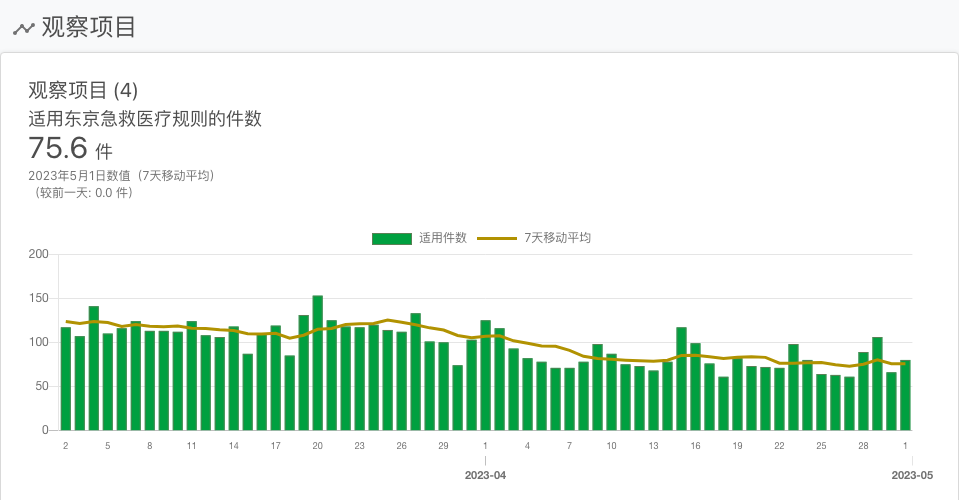 观察项目
观察项目 (4)
适用东京急救医疗规则的件数
75.6 件
2023年5月1日数值（7天移动平均）
（较前一天: 0.0 件）
适用件数 7天移动平均
200
150
100
50
0
2 5 8 11 14 17 20 23 26 29 1 4 7 10 13 16 19 22 25 28 1
2023-04 2023-05